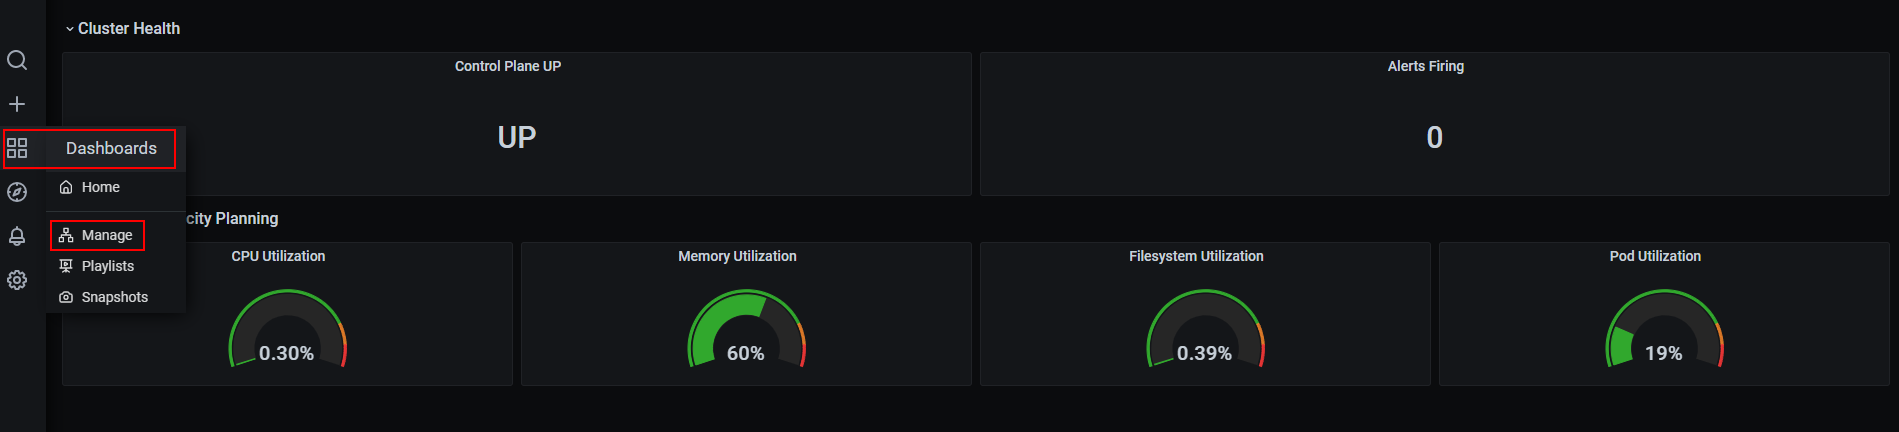 Cluster Health
Control Plane UP
Alerts Firing
UP
0
Dashboards
Home
Manage
Playlists
Snapshots
city Planning
CPU Utilization
Memory Utilization
Filesystem Utilization
Pod Utilization
0.30%
60%
0.39%
19%